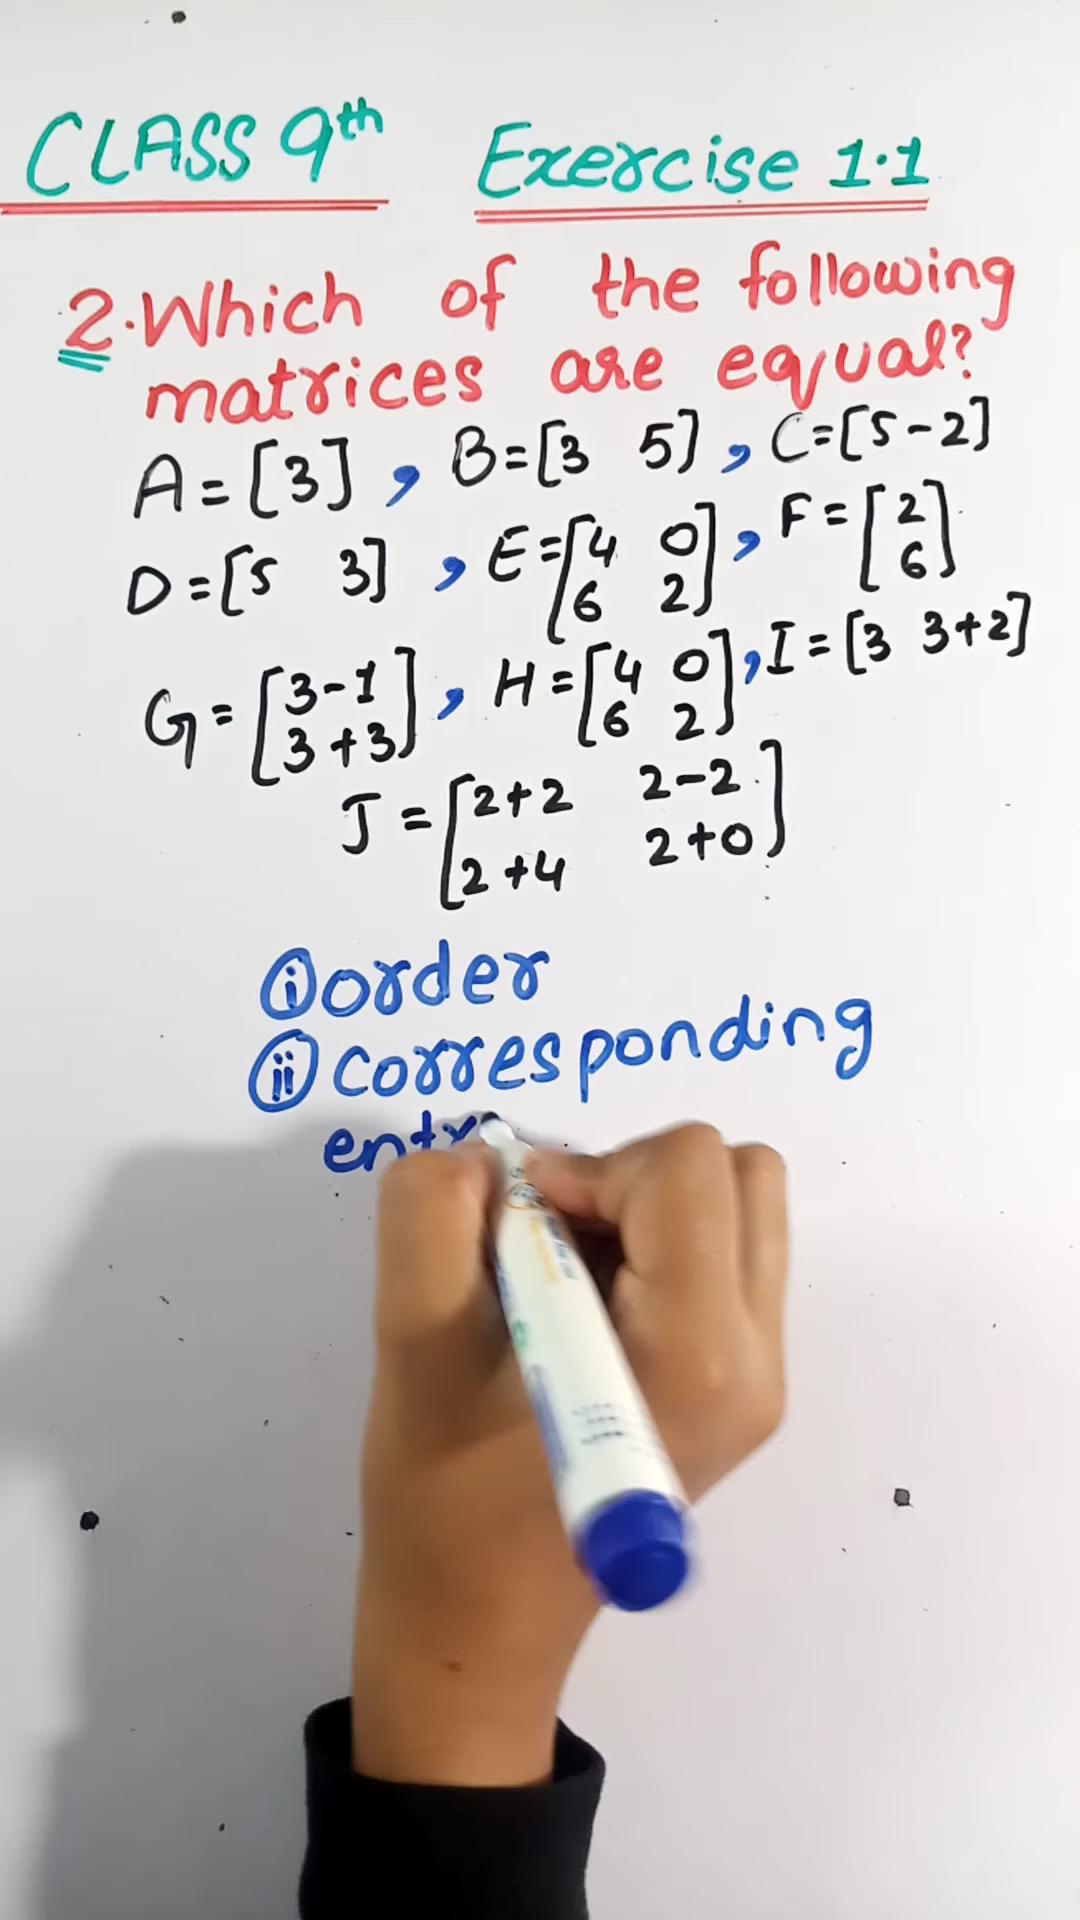 CLASS 9th Exercise 1.1
2. Which of the following
matrices are equal?
A = [3] , B = [3 5] , C = [5-2]
D = [5 3] , E = [4 0 , F = [2
6 2] 6]
G = [3-1 , H = [4 0 , I = [3 3+2]
3+3] 6 2]
J = [2+2 2-2
2+4 2+0]
(i) order
(ii) corresponding